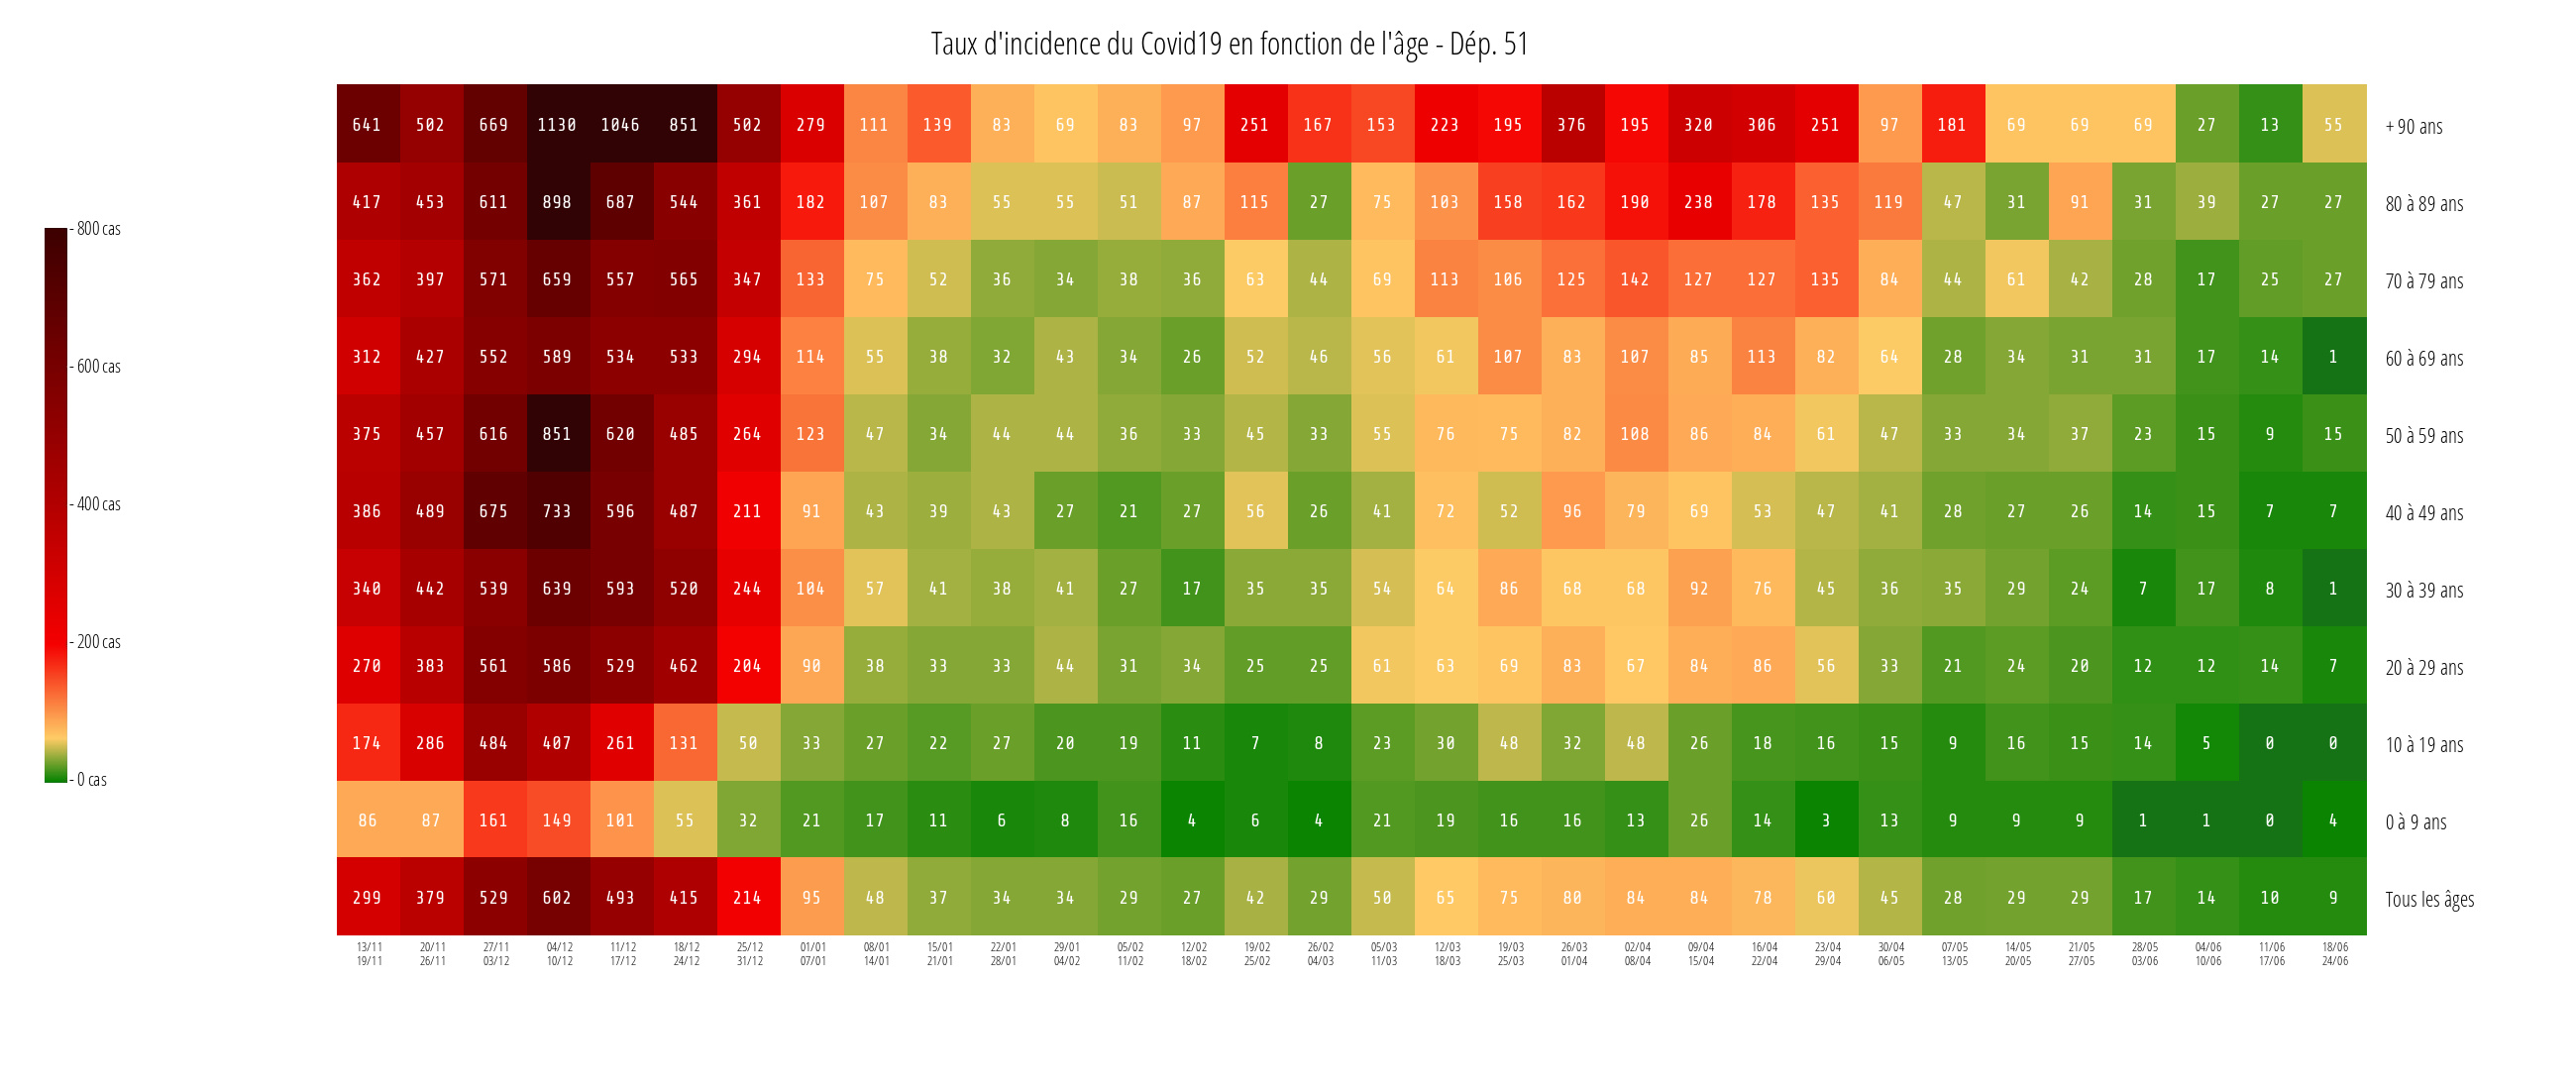 Taux d'incidence du Covid19 en fonction de l'âge - Dép. 51
- 800 cas
- 600 cas
- 400 cas
- 200 cas
- 0 cas
641 502 669 1130 1046 851 502 279 111 139 83 69 83 97 251 167 153 223 195 376 195 320 306 251 97 181 69 69 69 27 13 55 + 90 ans
417 453 611 898 687 544 361 182 107 83 55 55 51 87 115 27 75 103 158 162 190 238 178 135 119 47 31 91 31 39 27 27 80 à 89 ans
362 397 571 659 557 565 347 133 75 52 36 34 38 36 63 44 69 113 106 125 142 127 127 135 84 44 61 42 28 17 25 27 70 à 79 ans
312 427 552 589 534 533 294 114 55 38 32 43 34 26 52 46 56 61 107 83 107 85 113 82 64 28 34 31 31 17 14 1 60 à 69 ans
375 457 616 851 620 485 264 123 47 34 44 44 36 33 45 33 55 76 75 82 108 86 84 61 47 33 34 37 23 15 9 15 50 à 59 ans
386 489 675 733 596 487 211 91 43 39 43 27 21 27 56 26 41 72 52 96 79 69 53 47 41 28 27 26 14 15 7 7 40 à 49 ans
340 442 539 639 593 520 244 104 57 41 38 41 27 17 35 35 54 64 86 68 68 92 76 45 36 35 29 24 7 17 8 1 30 à 39 ans
270 383 561 586 529 462 204 90 38 33 33 44 31 34 25 25 61 63 69 83 67 84 86 56 33 21 24 20 12 12 14 7 20 à 29 ans
174 286 484 407 261 131 50 33 27 22 27 20 19 11 7 8 23 30 48 32 48 26 18 16 15 9 16 15 14 5 0 0 10 à 19 ans
86 87 161 149 101 55 32 21 17 11 6 8 16 4 6 4 21 19 16 16 13 26 14 3 13 9 9 9 1 1 0 4 0 à 9 ans
299 379 529 602 493 415 214 95 48 37 34 34 29 27 42 29 50 65 75 80 84 84 78 60 45 28 29 29 17 14 10 9 Tous les âges
13/11 20/11 27/11 04/12 11/12 18/12 25/12 01/01 08/01 15/01 22/01 29/01 05/02 12/02 19/02 26/02 05/03 12/03 19/03 26/03 02/04 09/04 16/04 23/04 30/04 07/05 14/05 21/05 28/05 04/06 11/06 18/06
19/11 26/11 03/12 10/12 17/12 24/12 31/12 07/01 14/01 21/01 28/01 04/02 11/02 18/02 25/02 04/03 11/03 18/03 25/03 01/04 08/04 15/04 22/04 29/04 06/05 13/05 20/05 27/05 03/06 10/06 17/06 24/06